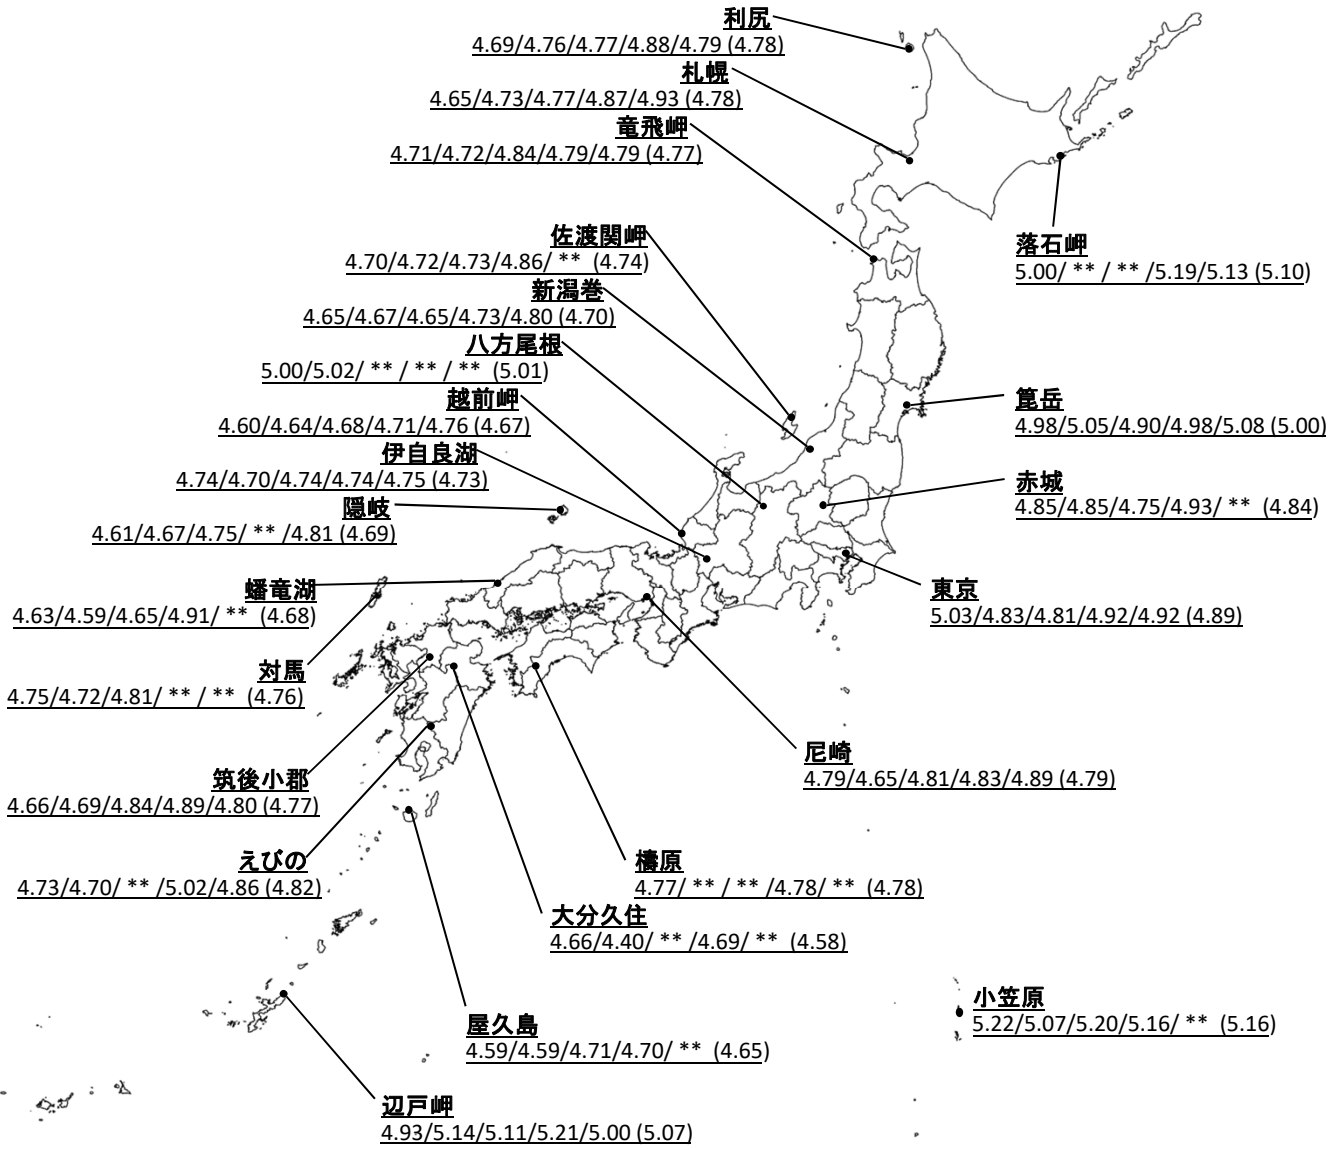 利尻
4.69/4.76/4.77/4.88/4.79 (4.78)
札幌
4.65/4.73/4.77/4.87/4.93 (4.78)
竜飛岬
4.71/4.72/4.84/4.79/4.79 (4.77)
佐渡関岬
4.70/4.72/4.73/4.86/ ** (4.74)
落石岬
5.00/ ** / ** /5.19/5.13 (5.10)
新潟巻
4.65/4.67/4.65/4.73/4.80 (4.70)
八方尾根
5.00/5.02/ ** / ** / ** (5.01)
越前岬
4.60/4.64/4.68/4.71/4.76 (4.67)
箟岳
4.98/5.05/4.90/4.98/5.08 (5.00)
伊自良湖
4.74/4.70/4.74/4.74/4.75 (4.73)
赤城
4.85/4.85/4.75/4.93/ ** (4.84)
隠岐
4.61/4.67/4.75/ ** /4.81 (4.69)
蟠竜湖
4.63/4.59/4.65/4.91/ ** (4.68)
東京
5.03/4.83/4.81/4.92/4.92 (4.89)
対馬
4.75/4.72/4.81/ ** / ** (4.76)
尼崎
4.79/4.65/4.81/4.83/4.89 (4.79)
筑後小郡
4.66/4.69/4.84/4.89/4.80 (4.77)
えびの
4.73/4.70/ ** /5.02/4.86 (4.82)
檮原
4.77/ ** / ** /4.78/ ** (4.78)
大分久住
4.66/4.40/ ** /4.69/ ** (4.58)
小笠原
5.22/5.07/5.20/5.16/ ** (5.16)
屋久島
4.59/4.59/4.71/4.70/ ** (4.65)
辺戸岬
4.93/5.14/5.11/5.21/5.00 (5.07)